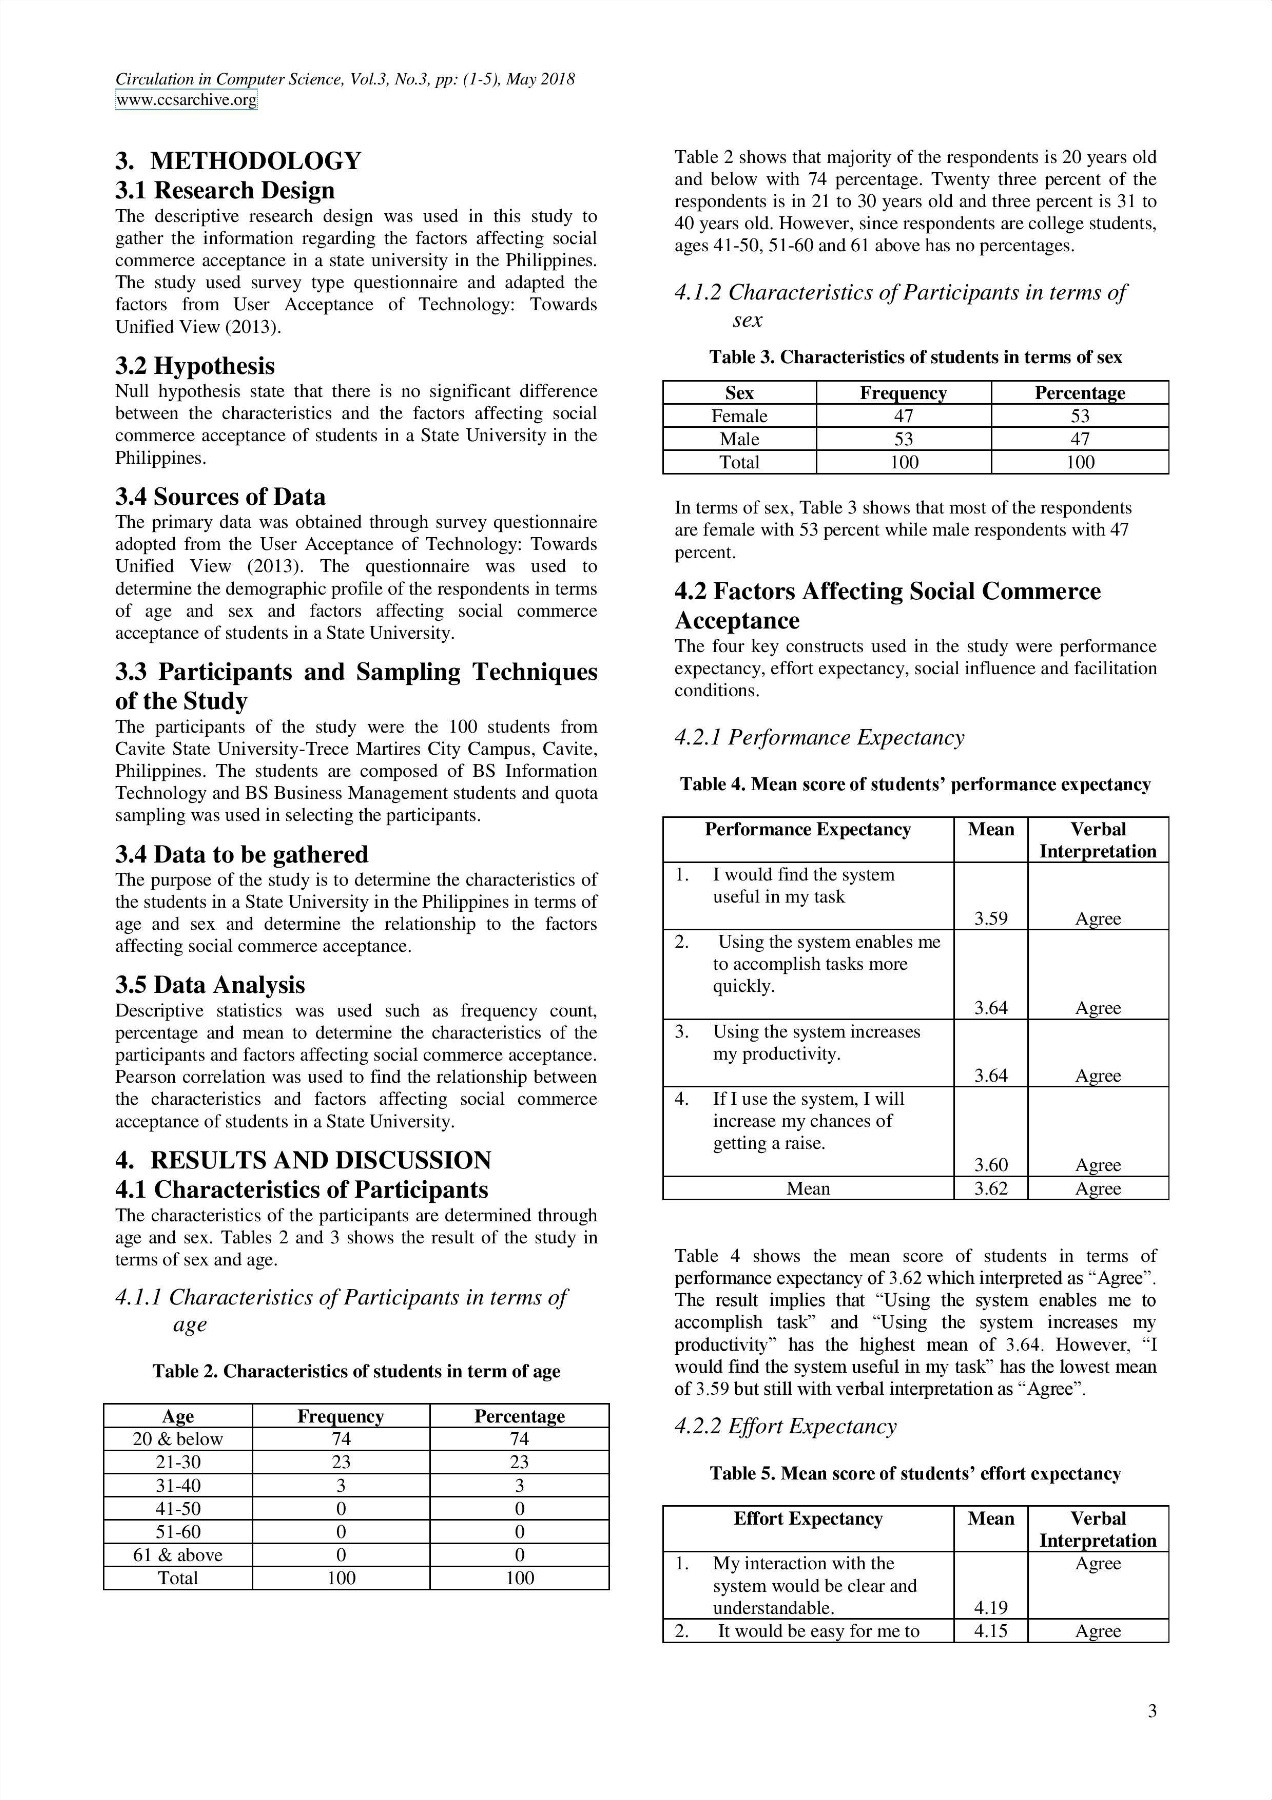 Circulation in Computer Science, Vol.3, No.3, pp: (1-5), May 2018
www.ccsarchive.org
3. METHODOLOGY
3.1 Research Design
The descriptive research design was used in this study to
gather the information regarding the factors affecting social
commerce acceptance in a state university in the Philippines.
The study used survey type questionnaire and adapted the
factors from User Acceptance of Technology: Towards
Unified View (2013).
3.2 Hypothesis
Null hypothesis state that there is no significant difference
between the characteristics and the factors affecting social
commerce acceptance of students in a State University in the
Philippines.
3.4 Sources of Data
The primary data was obtained through survey questionnaire
adopted from the User Acceptance of Technology: Towards
Unified View (2013). The questionnaire was used to
determine the demographic profile of the respondents in terms
of age and sex and factors affecting social commerce
acceptance of students in a State University.
3.3 Participants and Sampling Techniques
of the Study
The participants of the study were the 100 students from
Cavite State University-Trece Martires City Campus, Cavite,
Philippines. The students are composed of BS Information
Technology and BS Business Management students and quota
sampling was used in selecting the participants.
3.4 Data to be gathered
The purpose of the study is to determine the characteristics of
the students in a State University in the Philippines in terms of
age and sex and determine the relationship to the factors
affecting social commerce acceptance.
3.5 Data Analysis
Descriptive statistics was used such as frequency count,
percentage and mean to determine the characteristics of the
participants and factors affecting social commerce acceptance.
Pearson correlation was used to find the relationship between
the characteristics and factors affecting social commerce
acceptance of students in a State University.
4. RESULTS AND DISCUSSION
4.1 Characteristics of Participants
The characteristics of the participants are determined through
age and sex. Tables 2 and 3 shows the result of the study in
terms of sex and age.
4.1.1 Characteristics of Participants in terms of
age
Table 2. Characteristics of students in term of age
Age Frequency Percentage
20 & below 74 74
21-30 23 23
31-40 3 3
41-50 0 0
51-60 0 0
61 & above 0 0
Total 100 100
Table 2 shows that majority of the respondents is 20 years old
and below with 74 percentage. Twenty three percent of the
respondents is in 21 to 30 years old and three percent is 31 to
40 years old. However, since respondents are college students,
ages 41-50, 51-60 and 61 above has no percentages.
4.1.2 Characteristics of Participants in terms of
sex
Table 3. Characteristics of students in terms of sex
Sex Frequency Percentage
Female 47 53
Male 53 47
Total 100 100
In terms of sex, Table 3 shows that most of the respondents
are female with 53 percent while male respondents with 47
percent.
4.2 Factors Affecting Social Commerce
Acceptance
The four key constructs used in the study were performance
expectancy, effort expectancy, social influence and facilitation
conditions.
4.2.1 Performance Expectancy
Table 4. Mean score of students’ performance expectancy
Performance Expectancy Mean Verbal
Interpretation
1. I would find the system
useful in my task
3.59 Agree
2. Using the system enables me
to accomplish tasks more
quickly.
3.64 Agree
3. Using the system increases
my productivity.
3.64 Agree
4. If I use the system, I will
increase my chances of
getting a raise.
3.60 Agree
Mean 3.62 Agree
Table 4 shows the mean score of students in terms of
performance expectancy of 3.62 which interpreted as “Agree”.
The result implies that “Using the system enables me to
accomplish task” and “Using the system increases my
productivity” has the highest mean of 3.64. However, “I
would find the system useful in my task” has the lowest mean
of 3.59 but still with verbal interpretation as “Agree”.
4.2.2 Effort Expectancy
Table 5. Mean score of students’ effort expectancy
Effort Expectancy Mean Verbal
Interpretation
1. My interaction with the Agree
system would be clear and
understandable. 4.19
2. It would be easy for me to 4.15 Agree
3